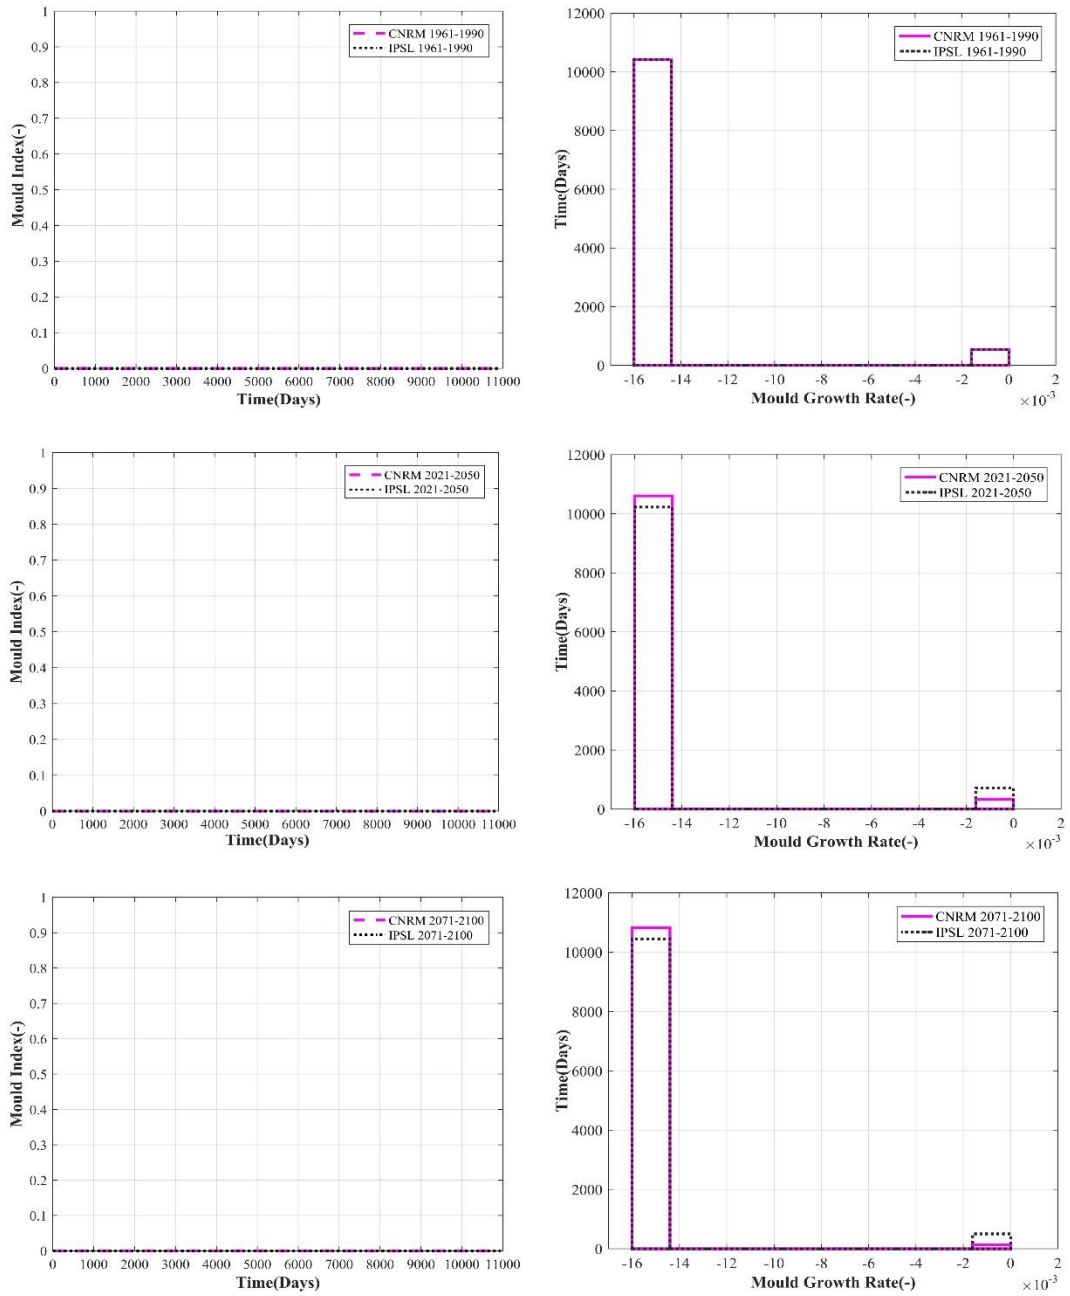 1
0.9
0.8
0.7
0.6
0.5
0.4
0.3
0.2
0.1
0
Mould Index(-)
CNRM 1961-1990
IPSL 1961-1990
0 1000 2000 3000 4000 5000 6000 7000 8000 9000 10000 11000
Time(Days)
12000
10000
8000
6000
4000
2000
0
Time(Days)
CNRM 1961-1990
IPSL 1961-1990
-16 -14 -12 -10 -8 -6 -4 -2 0 2
Mould Growth Rate(-)
×10-3
1
0.9
0.8
0.7
0.6
0.5
0.4
0.3
0.2
0.1
0
Mould Index(-)
CNRM 2021-2050
IPSL 2021-2050
0 1000 2000 3000 4000 5000 6000 7000 8000 9000 10000 11000
Time(Days)
12000
10000
8000
6000
4000
2000
0
Time(Days)
CNRM 2021-2050
IPSL 2021-2050
-16 -14 -12 -10 -8 -6 -4 -2 0 2
Mould Growth Rate(-)
×10-3
1
0.9
0.8
0.7
0.6
0.5
0.4
0.3
0.2
0.1
0
Mould Index(-)
CNRM 2071-2100
IPSL 2071-2100
0 1000 2000 3000 4000 5000 6000 7000 8000 9000 10000 11000
Time(Days)
12000
10000
8000
6000
4000
2000
0
Time(Days)
CNRM 2071-2100
IPSL 2071-2100
-16 -14 -12 -10 -8 -6 -4 -2 0 2
Mould Growth Rate(-)
×10-3